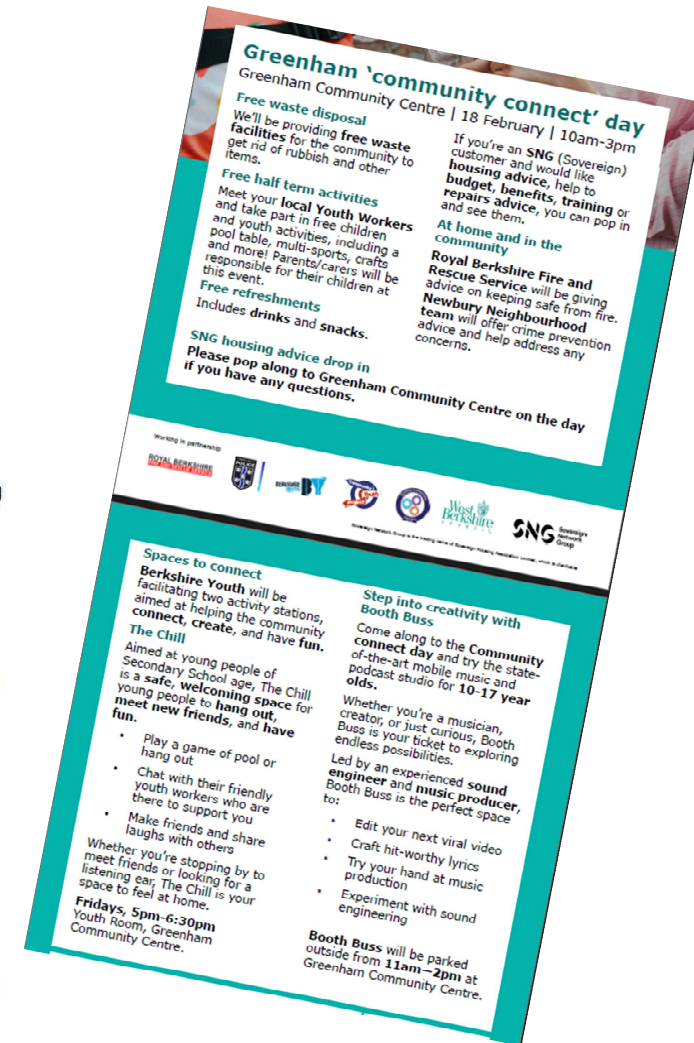 Greenham ‘community connect’ day
Greenham Community Centre | 18 February | 10am-3pm
Free waste disposal
We’ll be providing free waste
facilities for the community to
get rid of rubbish and other
items.
Free half term activities
Meet your local Youth Workers
and take part in free children
and youth activities, including a
pool table, multi-sports, crafts
and more! Parents/carers will be
responsible for their children at
this event.
Free refreshments
Includes drinks and snacks.
If you’re an SNG (Sovereign)
customer and would like
housing advice, help to
budget, benefits, training or
repairs advice, you can pop in
and see them.
At home and in the
community
Royal Berkshire Fire and
Rescue Service will be giving
advice on keeping safe from fire.
Newbury Neighbourhood
team will offer crime prevention
advice and help address any
concerns.
SNG housing advice drop in
Please pop along to Greenham Community Centre on the day
if you have any questions.
Working in partnership
ROYAL BERKSHIRE
FIRE AND RESCUE SERVICE
POLICE
BERKSHIRE
BY
West
Berkshire
COUNCIL
SNG Sovereign
Network
Group
Spaces to connect
Berkshire Youth will be
facilitating two activity stations,
aimed at helping the community
connect, create, and have fun.
The Chill
Aimed at young people of
Secondary School age, The Chill
is a safe, welcoming space for
young people to hang out,
meet new friends, and have
fun.
• Play a game of pool or
hang out
• Chat with their friendly
youth workers who are
there to support you
• Make friends and share
laughs with others
Whether you’re stopping by to
meet friends or looking for a
listening ear, The Chill is your
space to feel at home.
Fridays, 5pm-6:30pm
Youth Room, Greenham
Community Centre.
Step into creativity with
Booth Buss
Come along to the Community
connect day and try the state-
of-the-art mobile music and
podcast studio for 10-17 year
olds.
Whether you’re a musician,
creator, or just curious, Booth
Buss is your ticket to exploring
endless possibilities.
Led by an experienced sound
engineer and music producer,
Booth Buss is the perfect space
to:
• Edit your next viral video
• Craft hit-worthy lyrics
• Try your hand at music
production
• Experiment with sound
engineering
Booth Buss will be parked
outside from 11am—2pm at
Greenham Community Centre.